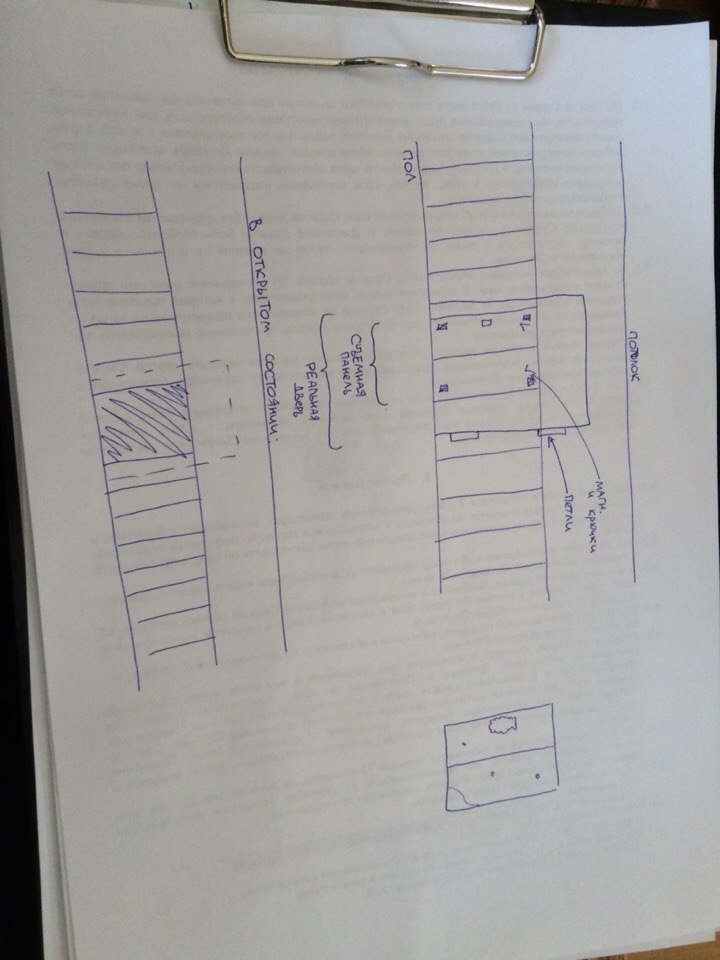 ПОТОЛОК
ПОЛ
МАГН.
И КРЮЧКИ
ПЕТЛИ
СЪЕМНАЯ
ПАНЕЛЬ
РЕАЛЬНАЯ
ДВЕРЬ
В ОТКРЫТОМ СОСТОЯНИИ: